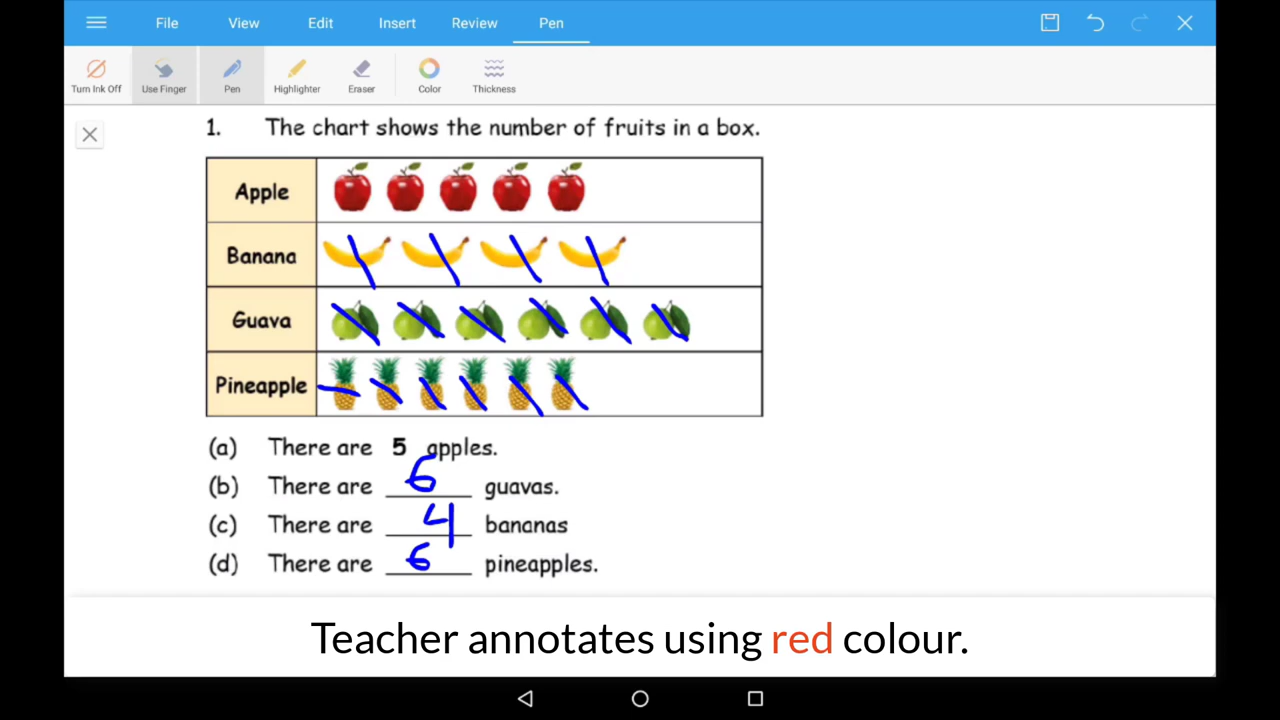 File View Edit Insert Review Pen
Turn Ink Off Use Finger Pen Highlighter Eraser Color Thickness
1. The chart shows the number of fruits in a box.
Apple
Banana
Guava
Pineapple
(a) There are 5 apples.
(b) There are 6 guavas.
(c) There are 4 bananas
(d) There are 6 pineapples.
Teacher annotates using red colour.